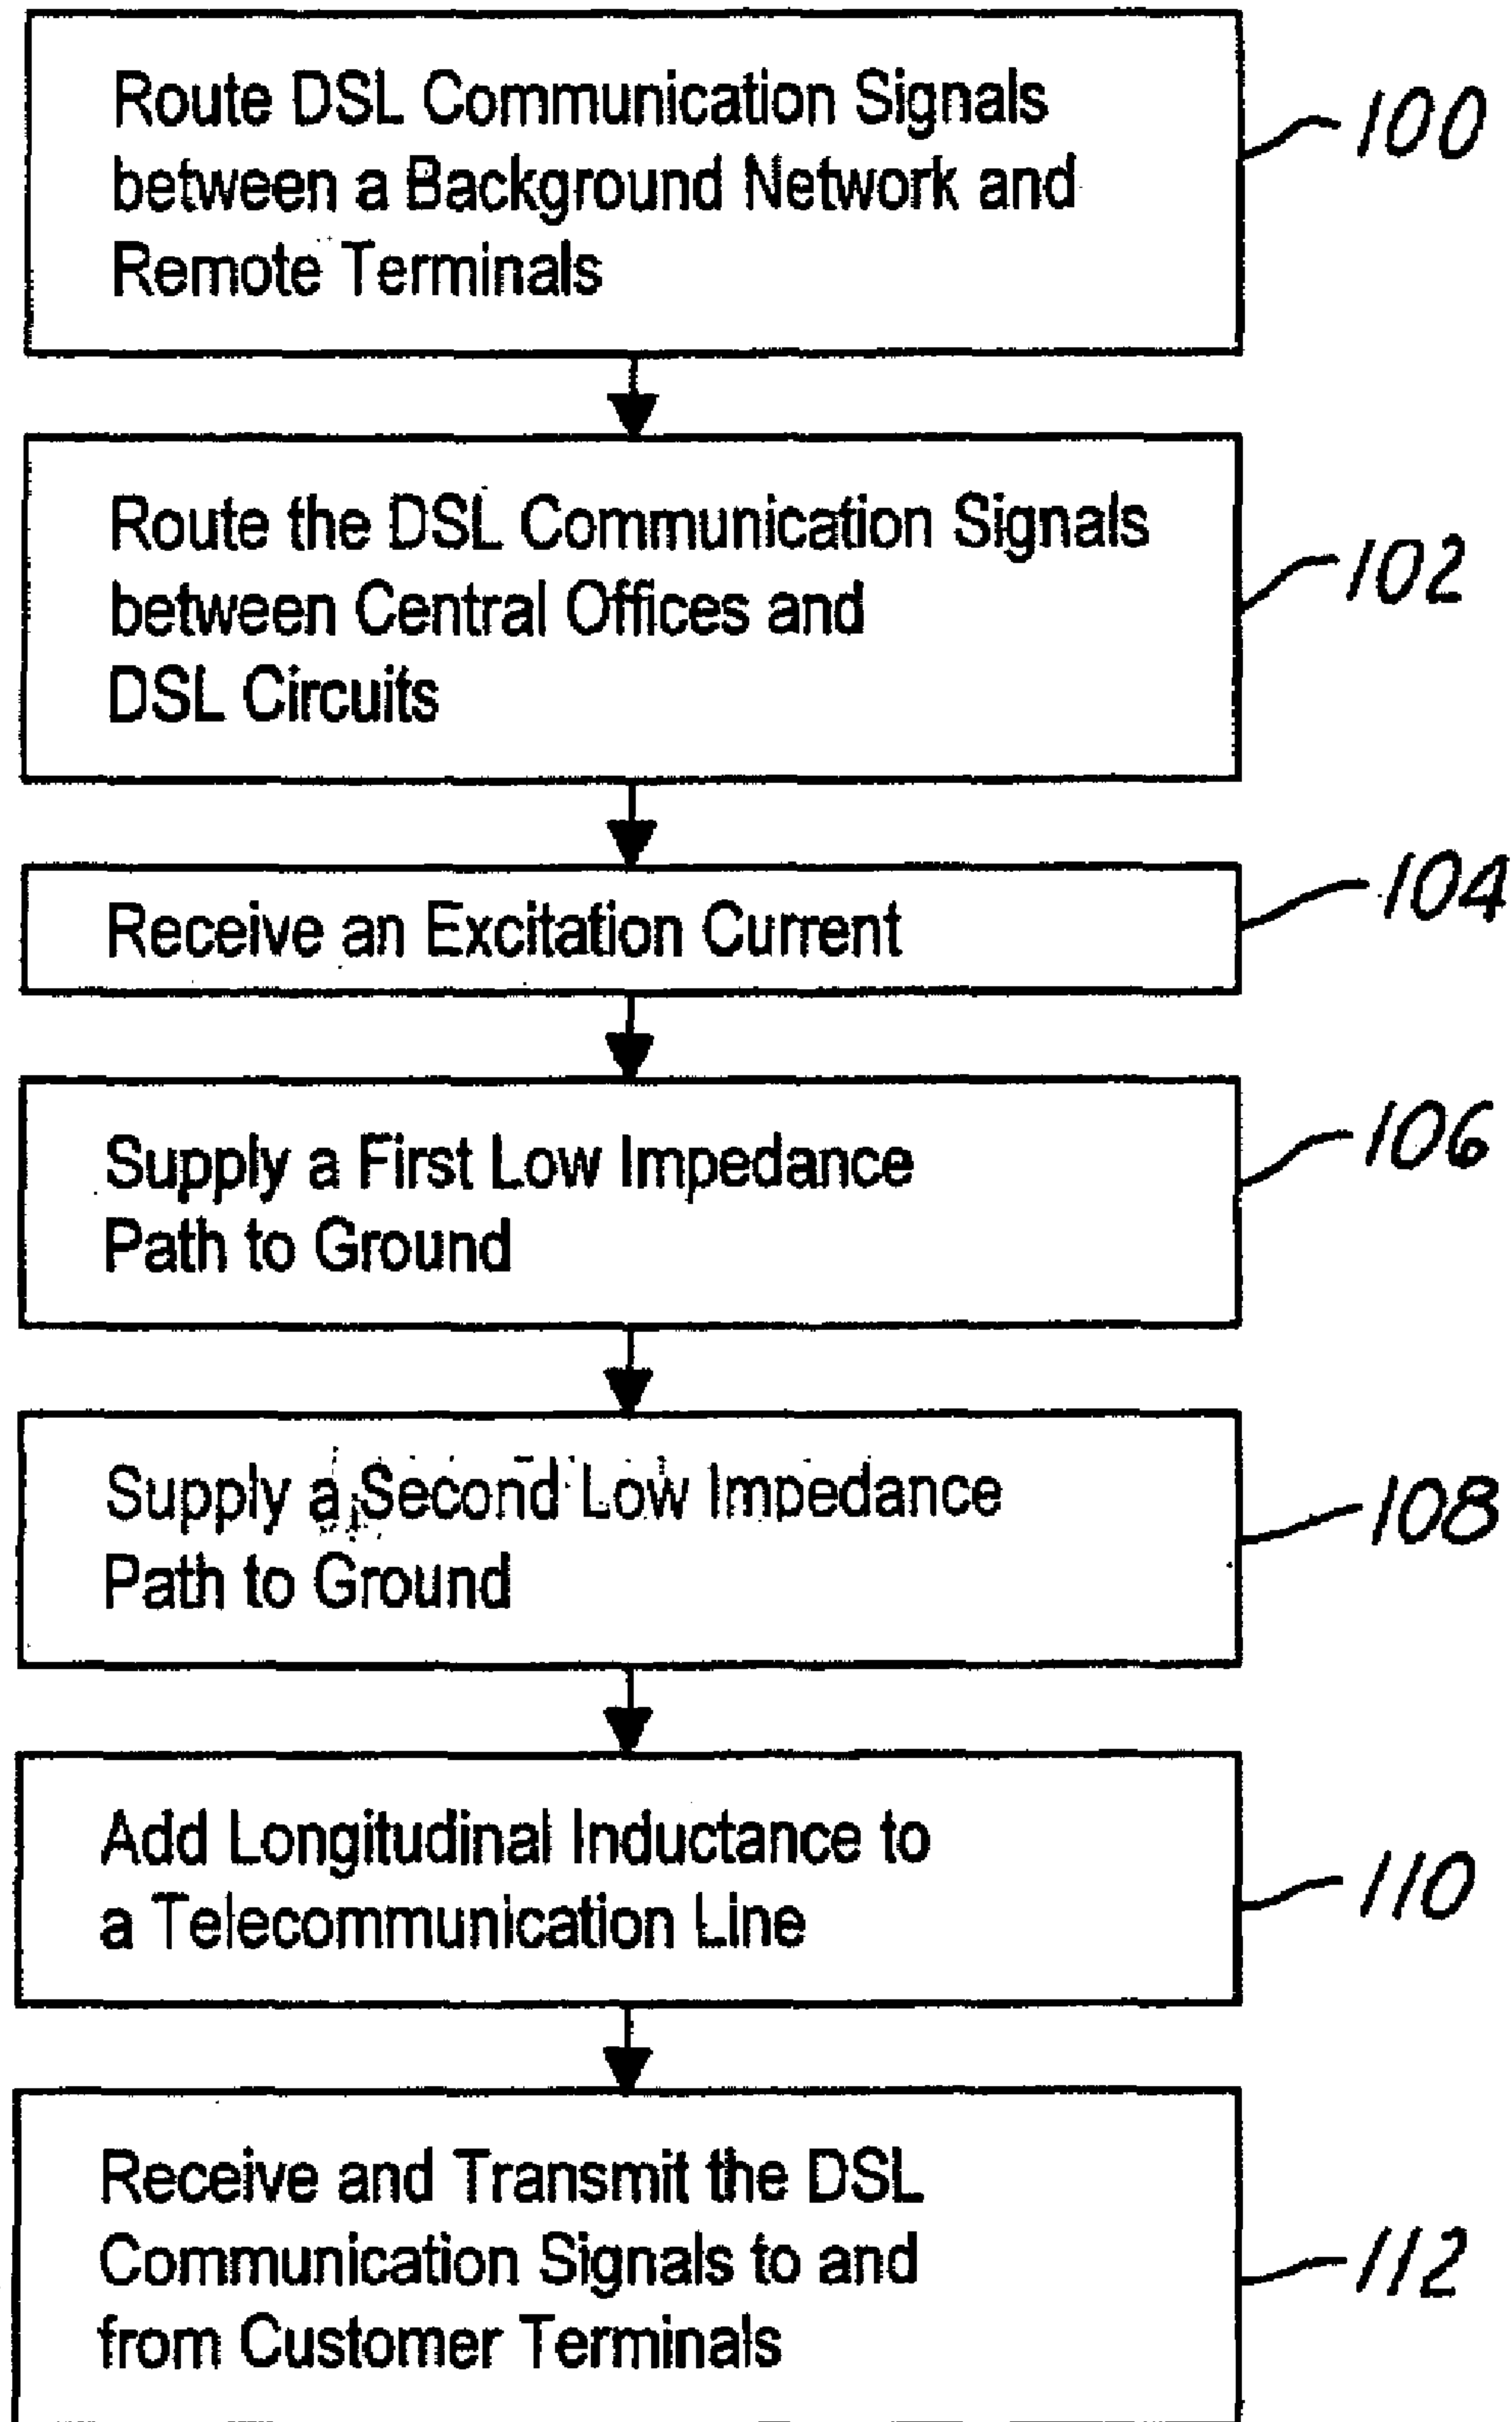 Route DSL Communication Signals
between a Background Network and
Remote Terminals
100
Route the DSL Communication Signals
between Central Offices and
DSL Circuits
102
Receive an Excitation Current
104
Supply a First Low Impedance
Path to Ground
106
Supply a Second Low Impedance
Path to Ground
108
Add Longitudinal Inductance to
a Telecommunication Line
110
Receive and Transmit the DSL
Communication Signals to and
from Customer Terminals
112